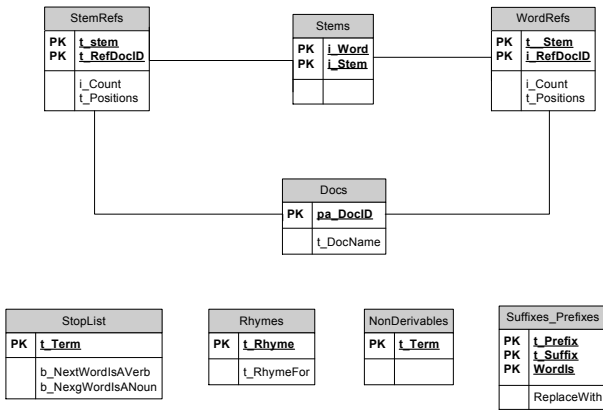 StemRefs
PK t_stem
PK t_RefDocID
i_Count
t_Positions
Stems
PK i_Word
PK i_Stem
WordRefs
PK t__Stem
PK i_RefDocID
i_Count
t_Positions
Docs
PK pa_DocID
t_DocName
StopList
PK t_Term
b_NextWordIsAVerb
b_NexgWordIsANoun
Rhymes
PK t_Rhyme
t_RhymeFor
NonDerivables
PK t_Term
Suffixes_Prefixes
PK t_Prefix
PK t_Suffix
PK WordIs
ReplaceWith